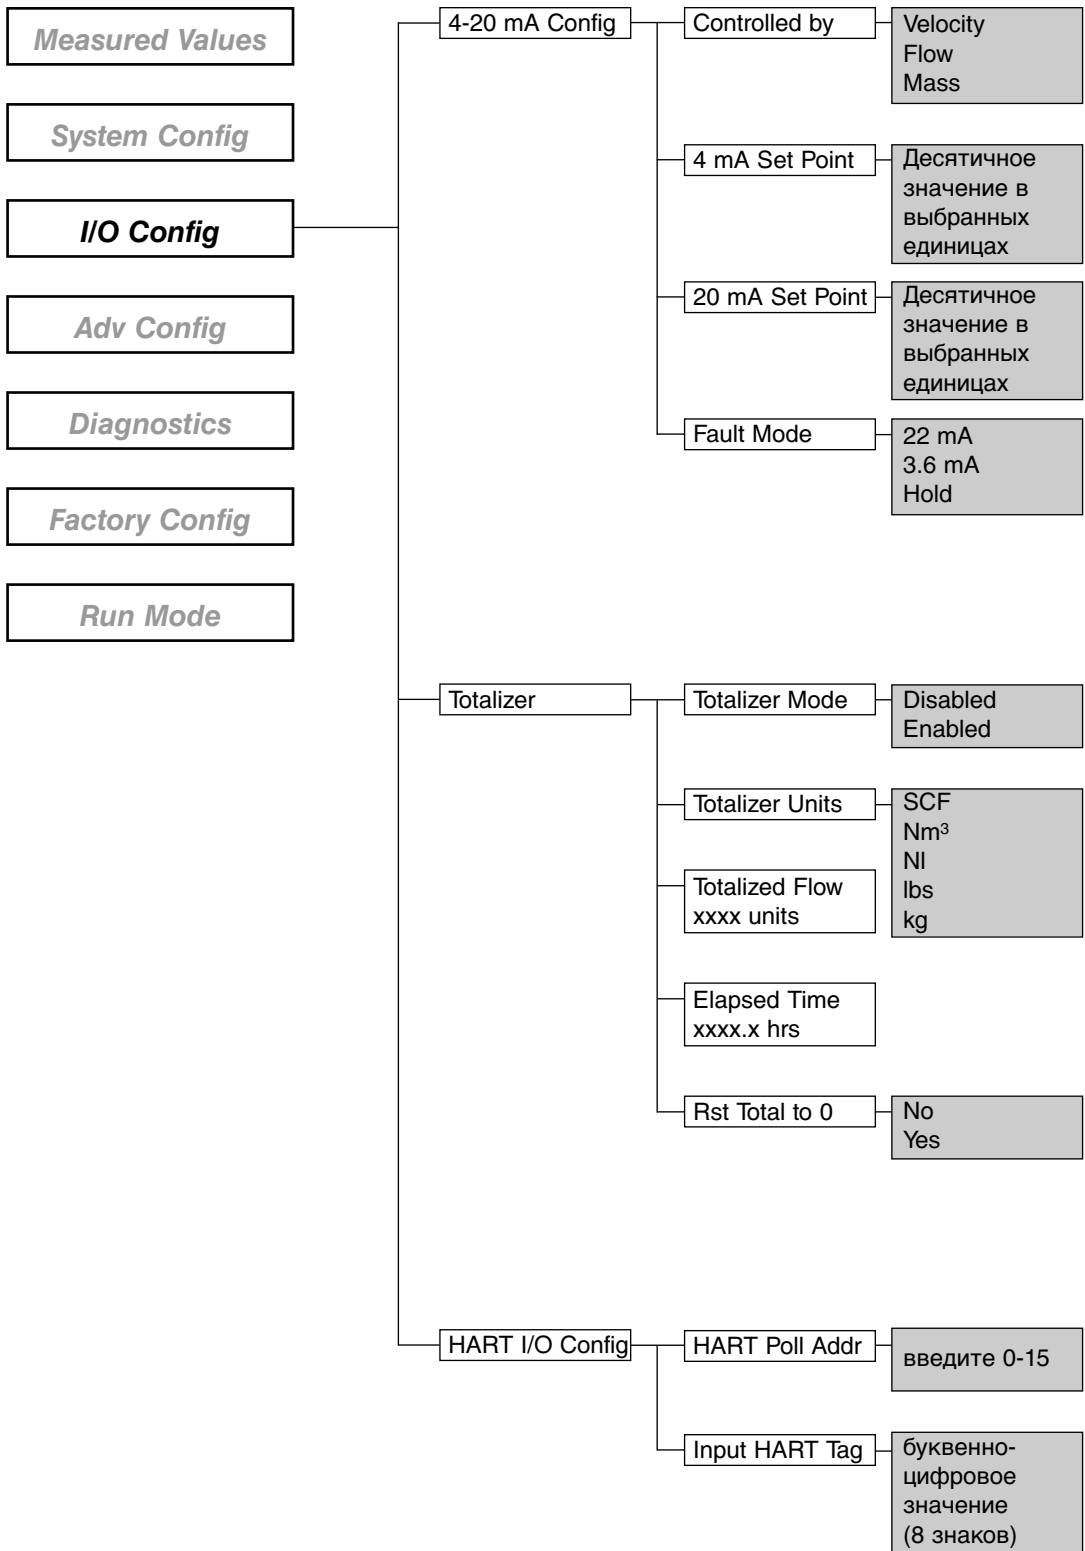 Measured Values
System Config
I/O Config
Adv Config
Diagnostics
Factory Config
Run Mode
4-20 mA Config
Controlled by
Velocity
Flow
Mass
4 mA Set Point
Десятичное
значение в
выбранных
единицах
20 mA Set Point
Десятичное
значение в
выбранных
единицах
Fault Mode
22 mA
3.6 mA
Hold
Totalizer
Totalizer Mode
Disabled
Enabled
Totalizer Units
SCF
Nm³
Nl
lbs
kg
Totalized Flow
xxxx units
Elapsed Time
xxxx.x hrs
Rst Total to 0
No
Yes
HART I/O Config
HART Poll Addr
введите 0-15
Input HART Tag
буквенно-
цифровое
значение
(8 знаков)